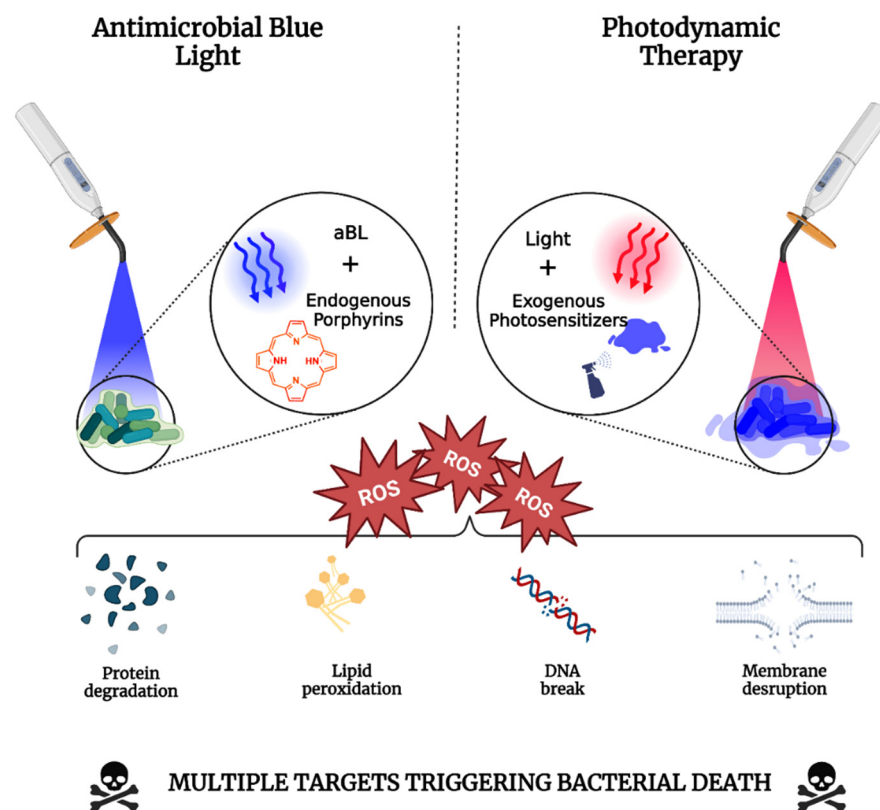 Antimicrobial Blue
Light
Photodynamic
Therapy
aBL
+
Endogenous
Porphyrins
N
NH
HN
N
Light
+
Exogenous
Photosensitizers
ROS
ROS
ROS
Protein
degradation
Lipid
peroxidation
DNA
break
Membrane
desruption
MULTIPLE TARGETS TRIGGERING BACTERIAL DEATH